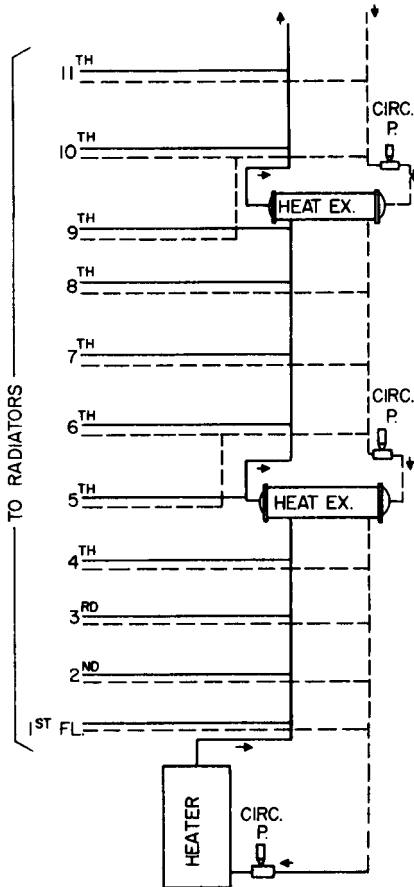 11TH
CIRC.
P.
10TH
HEAT EX.
9TH
8TH
7TH
TO RADIATORS
CIRC.
P.
6TH
5TH
HEAT EX.
4TH
3RD
2ND
1ST FL.
HEATER
CIRC.
P.